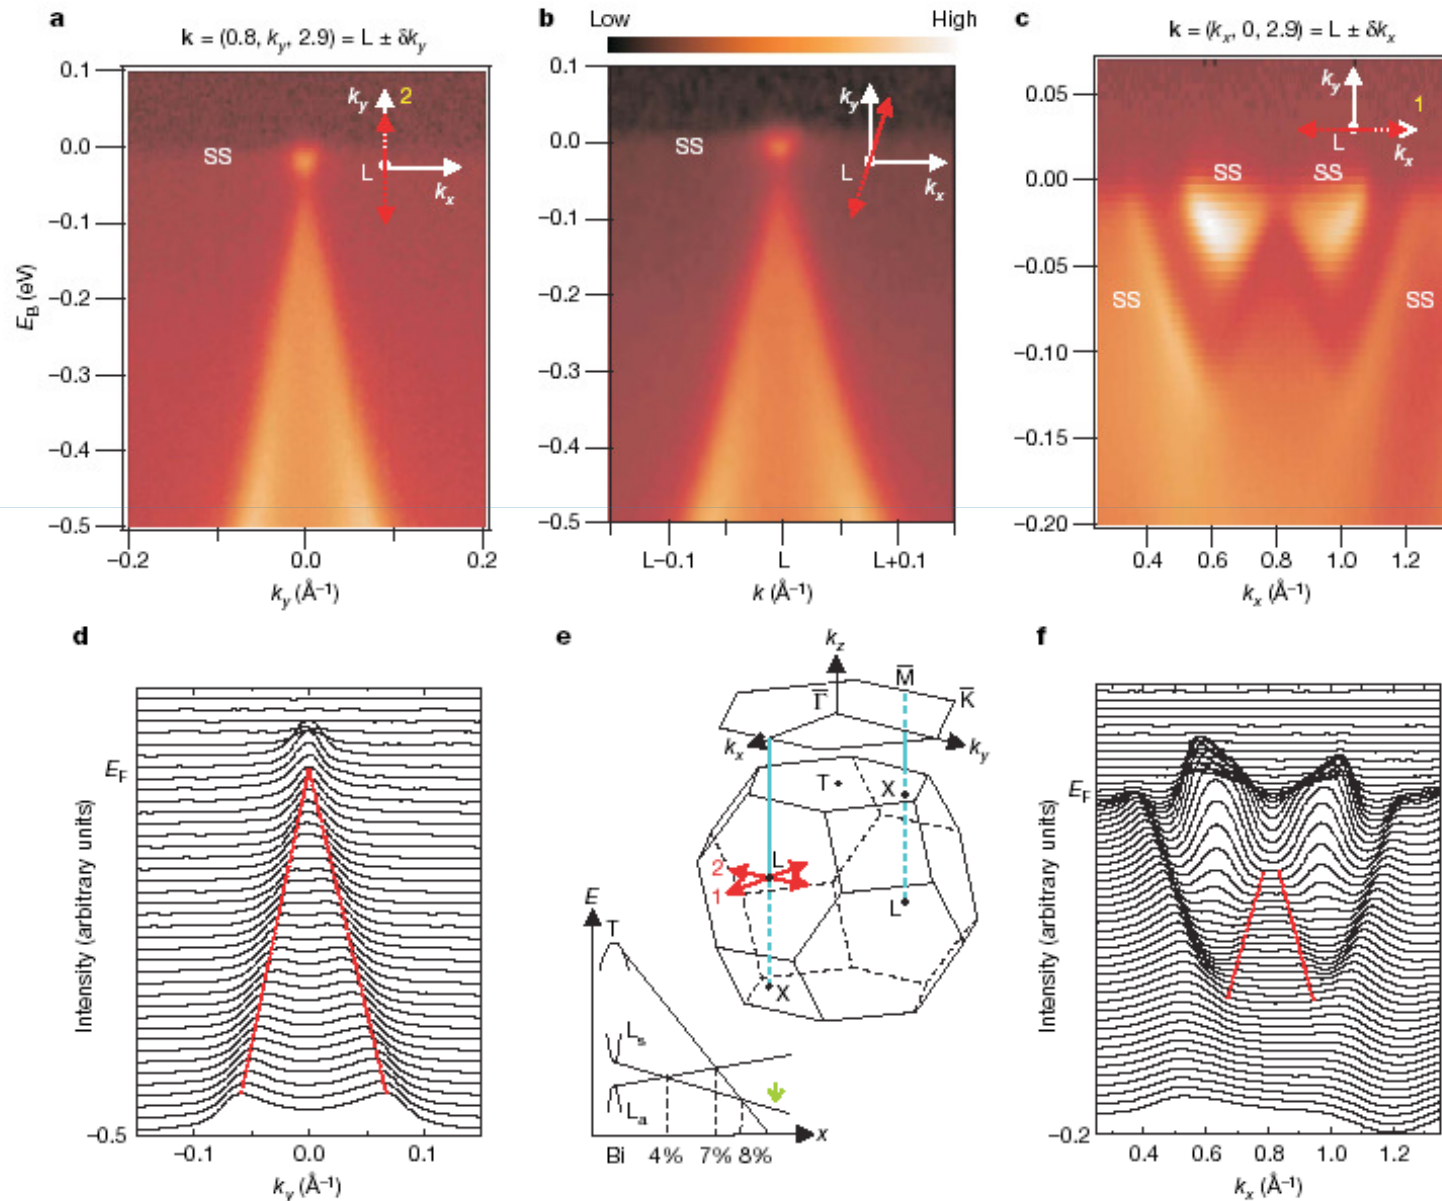 a
k = (0.8, ky, 2.9) = L ± δky
0.1
0.0
−0.1
−0.2
−0.3
−0.4
−0.5
EB (eV)
SS
ky
2
L
kx
−0.2
0.0
0.2
ky (Å−1)
b
Low
High
0.1
0.0
−0.1
−0.2
−0.3
−0.4
−0.5
SS
ky
L
kx
L−0.1
L
L+0.1
k (Å−1)
c
k = (kx, 0, 2.9) = L ± δkx
0.05
0.00
−0.05
−0.10
−0.15
−0.20
ky
1
L
kx
SS
SS
SS
SS
0.4
0.6
0.8
1.0
1.2
kx (Å−1)
d
EF
Intensity (arbitrary units)
−0.5
−0.1
0.0
0.1
ky (Å−1)
e
kz
M̅
Γ̅
K̅
kx
ky
T
X
L
2
1
L
X
E
T
Ls
La
x
Bi
4%
7%
8%
f
EF
Intensity (arbitrary units)
−0.2
0.4
0.6
0.8
1.0
1.2
kx (Å−1)